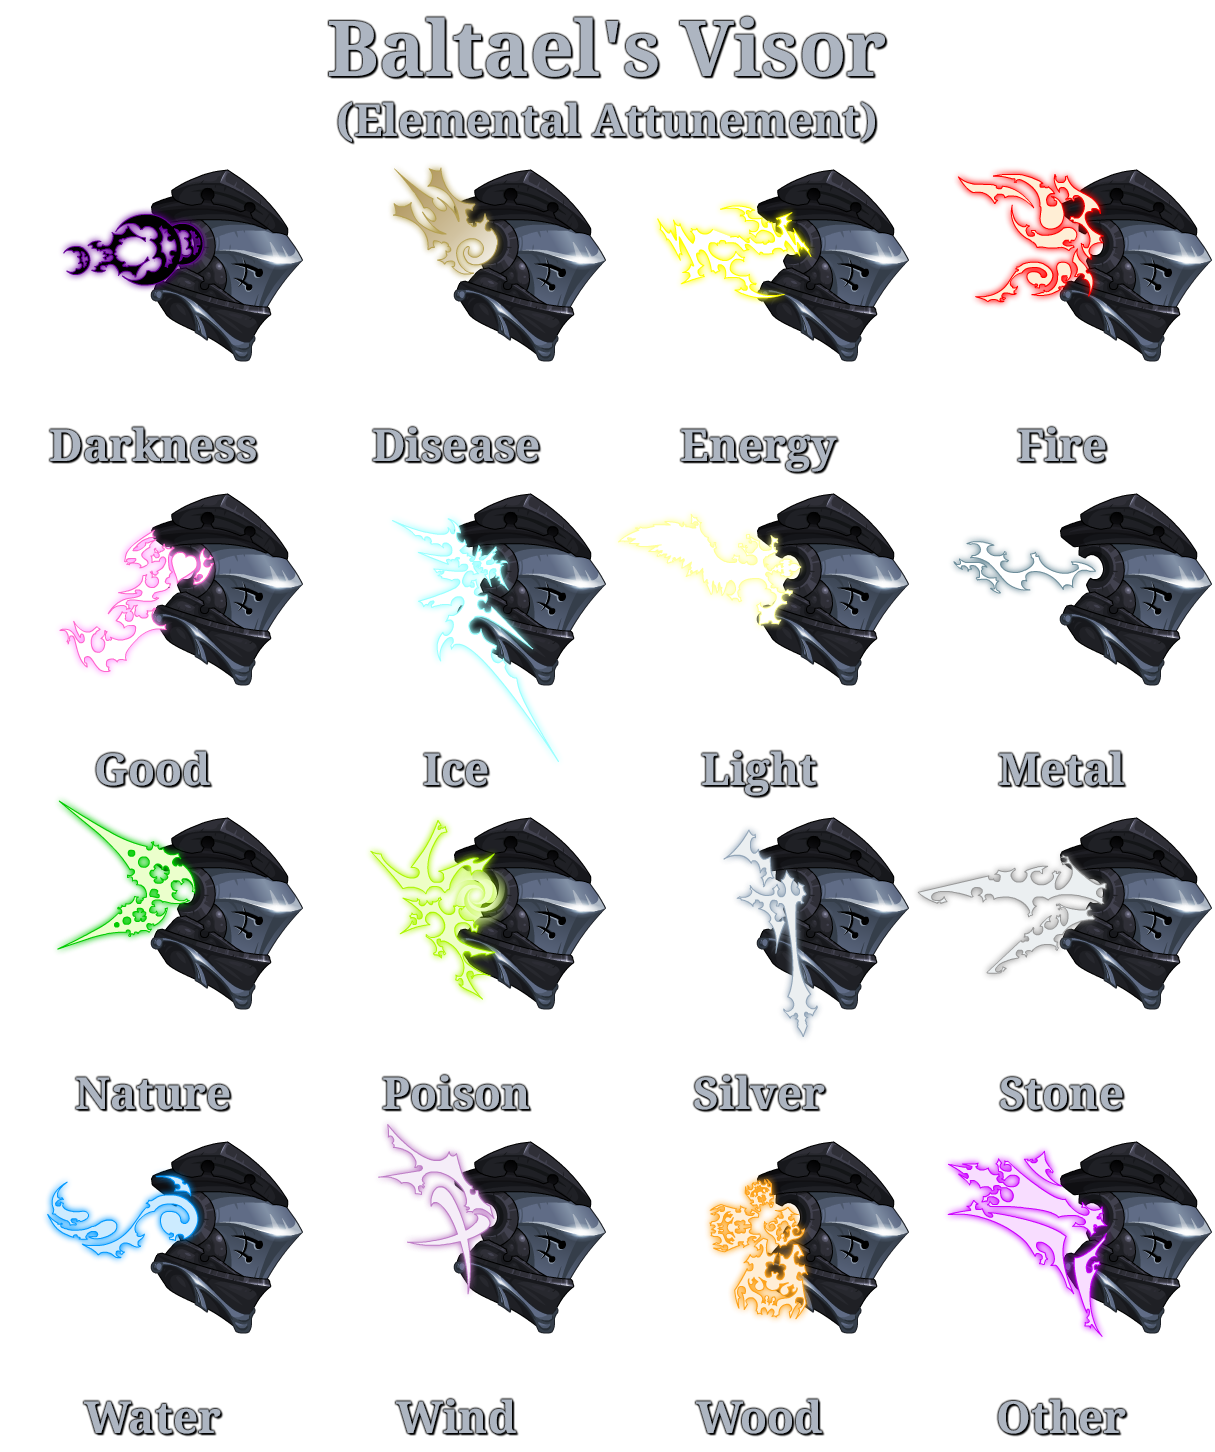 Baltael's Visor
(Elemental Attunement)
Darkness Disease Energy Fire
Good Ice Light Metal
Nature Poison Silver Stone
Water Wind Wood Other